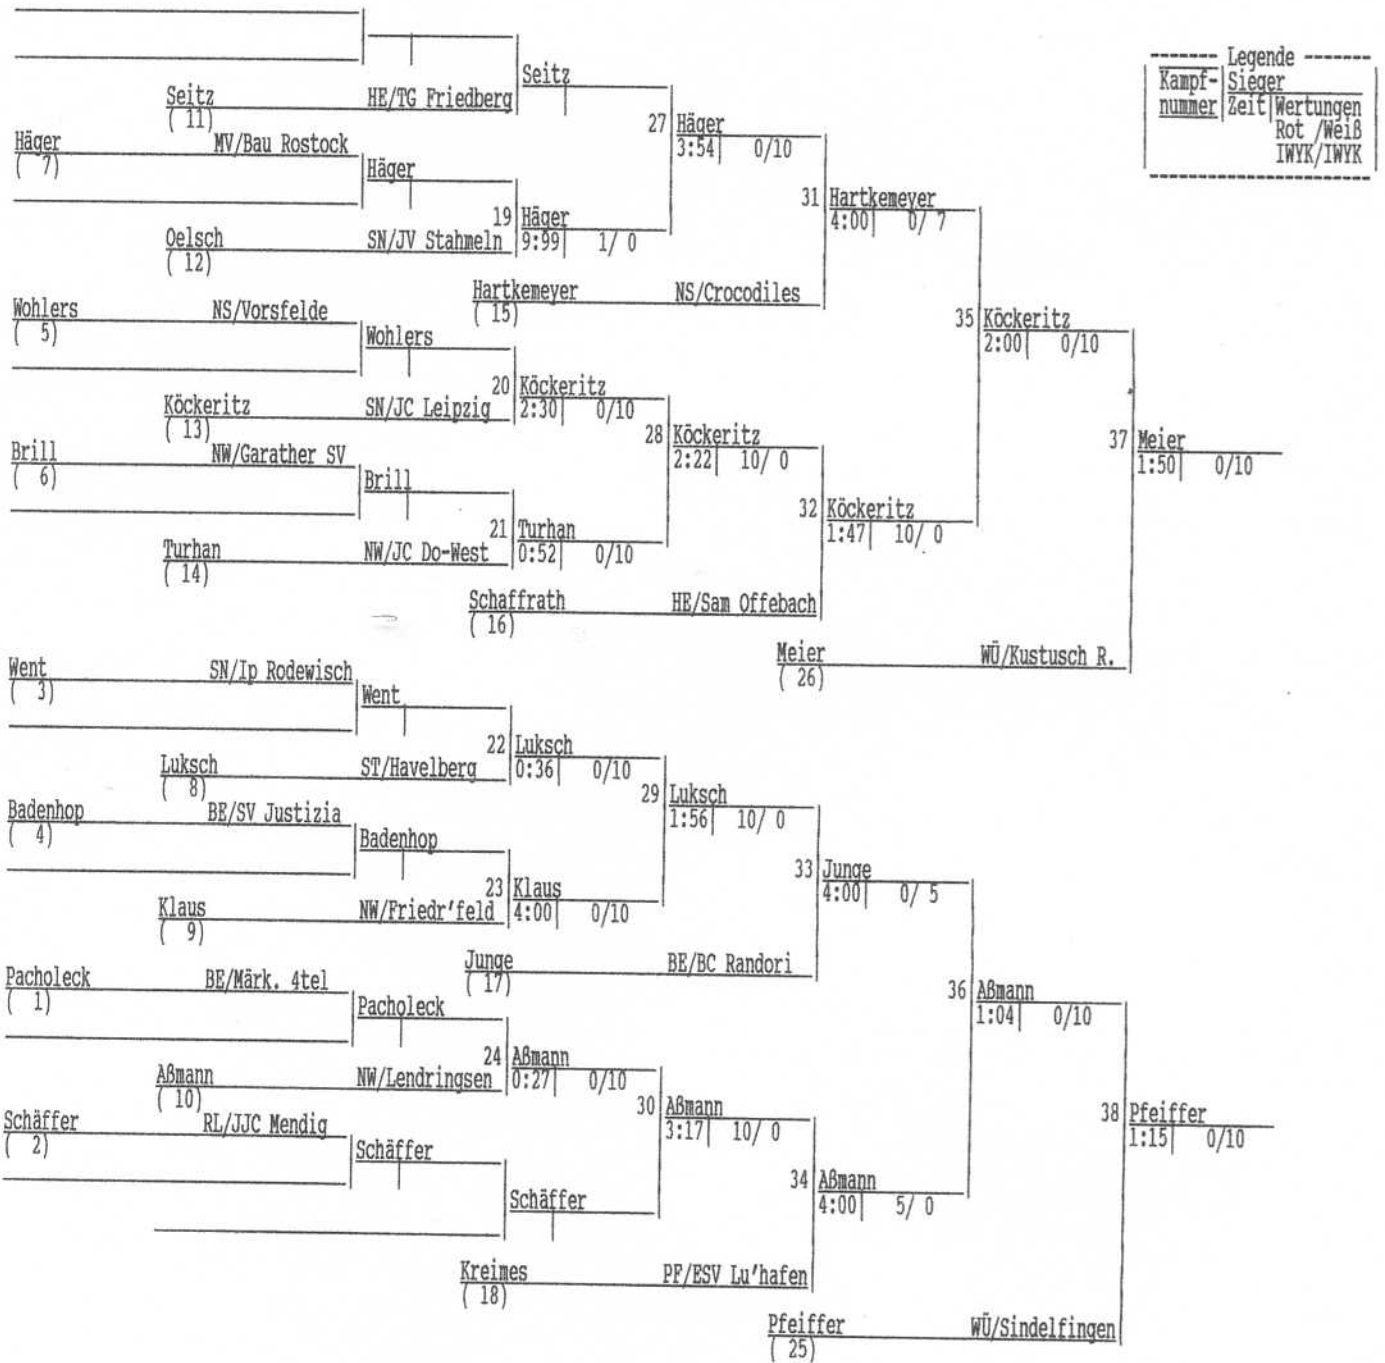 ------- Legende -------
Kampf- Sieger
nummer Zeit Wertungen
Rot /Weiß
IWYK/IWYK
Seitz HE/TG Friedberg
( 11)
Seitz
Häger MV/Bau Rostock
( 7)
Häger
Oelsch SN/JV Stahmeln
( 12)
19 Häger
9:99 1/ 0
27 Häger
3:54 0/10
Hartkemeyer NS/Crocodiles
( 15)
31 Hartkemeyer
4:00 0/ 7
Wohlers NS/Vorsfelde
( 5)
Wohlers
Köckeritz SN/JC Leipzig
( 13)
20 Köckeritz
2:30 0/10
Brill NW/Garather SV
( 6)
Brill
Turhan NW/JC Do-West
( 14)
21 Turhan
0:52 0/10
28 Köckeritz
2:22 10/ 0
Schaffrath HE/Sam Offebach
( 16)
32 Köckeritz
1:47 10/ 0
35 Köckeritz
2:00 0/10
Meier WÜ/Kustusch R.
( 26)
37 Meier
1:50 0/10
Went SN/Ip Rodewisch
( 3)
Went
Luksch ST/Havelberg
( 8)
22 Luksch
0:36 0/10
Badenhop BE/SV Justizia
( 4)
Badenhop
Klaus NW/Friedr'feld
( 9)
23 Klaus
4:00 0/10
29 Luksch
1:56 10/ 0
Junge BE/BC Randori
( 17)
33 Junge
4:00 0/ 5
Pacholeck BE/Märk. 4tel
( 1)
Pacholeck
Aßmann NW/Lendringsen
( 10)
24 Aßmann
0:27 0/10
Schäffer RL/JJC Mendig
( 2)
Schäffer
Schäffer
30 Aßmann
3:17 10/ 0
Kreimes PF/ESV Lu'hafen
( 18)
34 Aßmann
4:00 5/ 0
36 Aßmann
1:04 0/10
Pfeiffer WÜ/Sindelfingen
( 25)
38 Pfeiffer
1:15 0/10